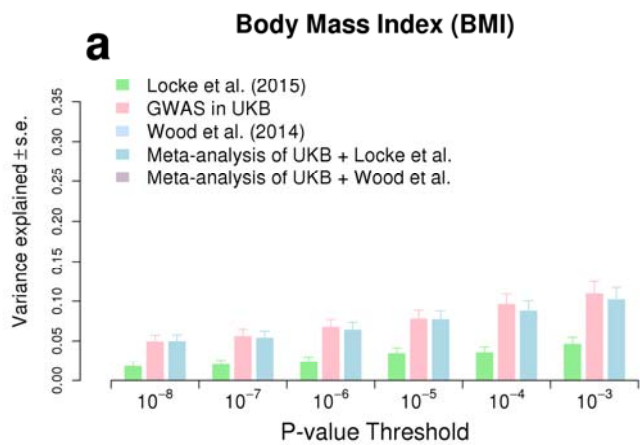 Body Mass Index (BMI)
a
Locke et al. (2015)
GWAS in UKB
Wood et al. (2014)
Meta-analysis of UKB + Locke et al.
Meta-analysis of UKB + Wood et al.
Variance explained ± s.e.
0.35
0.30
0.25
0.20
0.15
0.10
0.05
0.00
10⁻⁸ 10⁻⁷ 10⁻⁶ 10⁻⁵ 10⁻⁴ 10⁻³
P-value Threshold